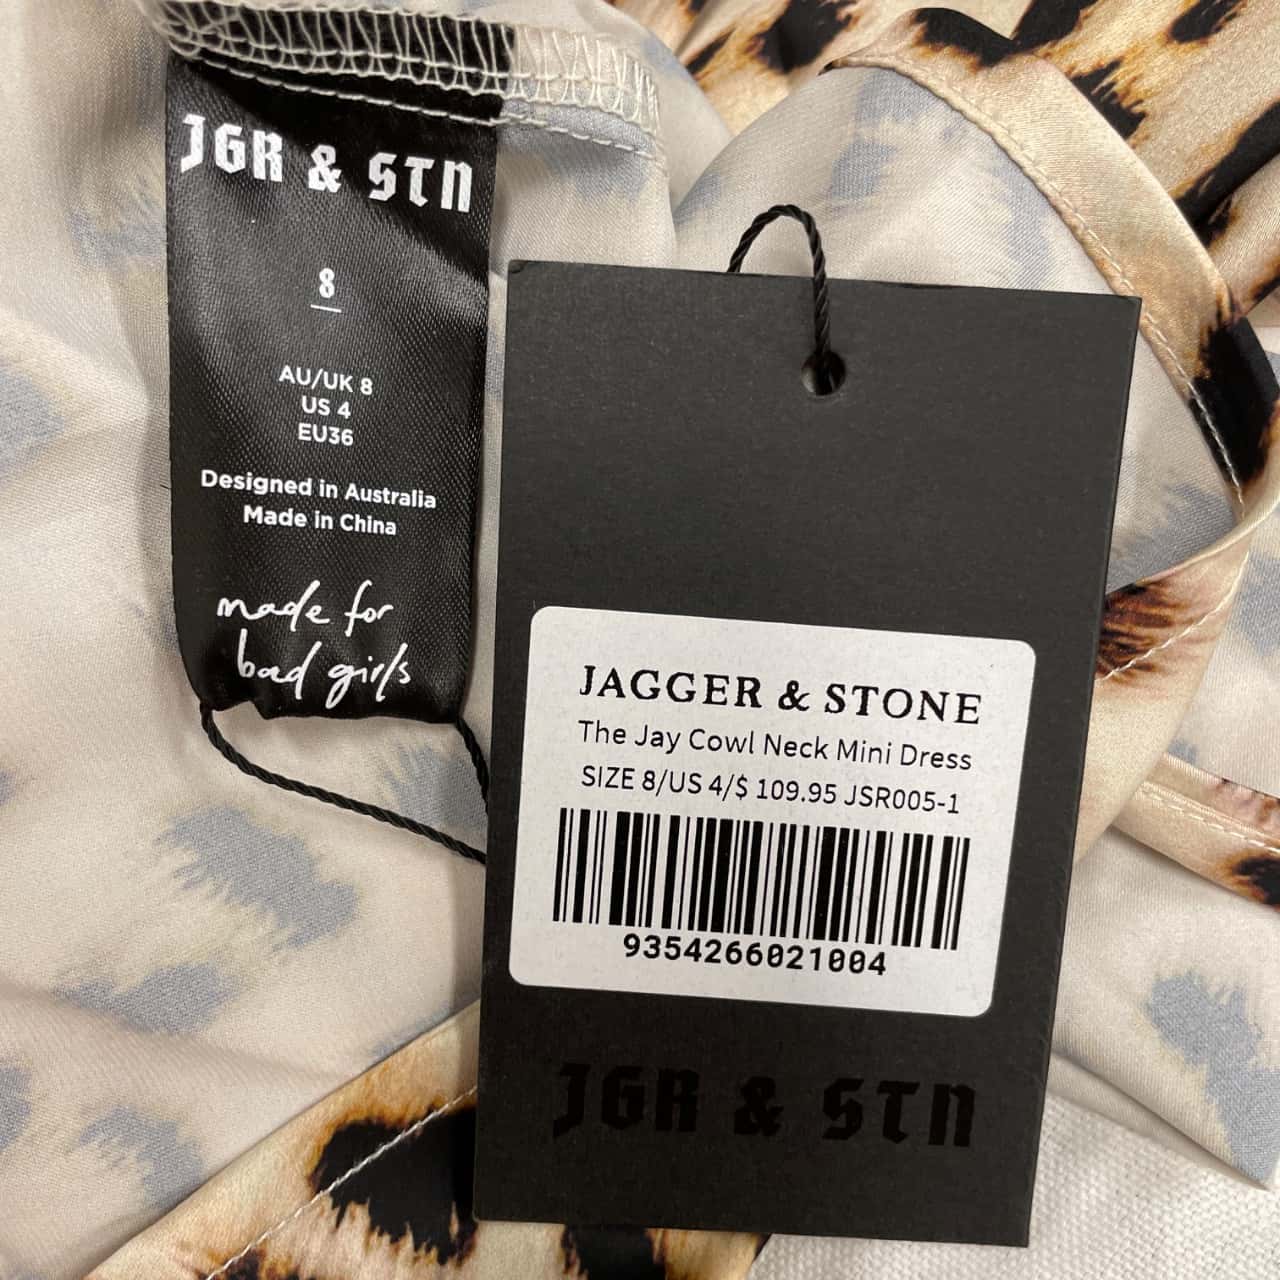 JGR & STN
8
AU/UK 8
US 4
EU36
Designed in Australia
Made in China
made for
bad girls
JAGGER & STONE
The Jay Cowl Neck Mini Dress
SIZE 8/US 4/$ 109.95 JSR005-1
9354266021004
JGR & STN